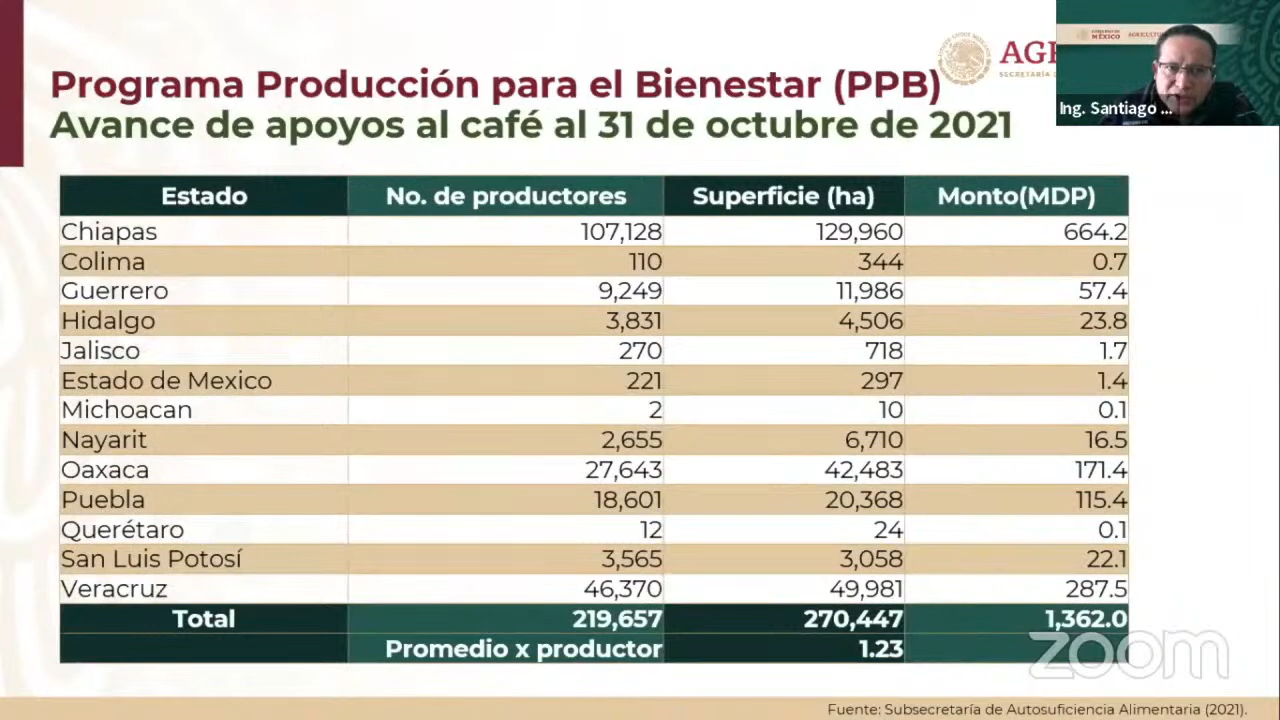 Programa Producción para el Bienestar (PPB)
Avance de apoyos al café al 31 de octubre de 2021
GOBIERNO DE MÉXICO
Ing. Santiago ...
Estado No. de productores Superficie (ha) Monto(MDP)
Chiapas 107,128 129,960 664.2
Colima 110 344 0.7
Guerrero 9,249 11,986 57.4
Hidalgo 3,831 4,506 23.8
Jalisco 270 718 1.7
Estado de Mexico 221 297 1.4
Michoacan 2 10 0.1
Nayarit 2,655 6,710 16.5
Oaxaca 27,643 42,483 171.4
Puebla 18,601 20,368 115.4
Querétaro 12 24 0.1
San Luis Potosí 3,565 3,058 22.1
Veracruz 46,370 49,981 287.5
Total 219,657 270,447 1,362.0
Promedio x productor 1.23
zoom
Fuente: Subsecretaría de Autosuficiencia Alimentaria (2021).